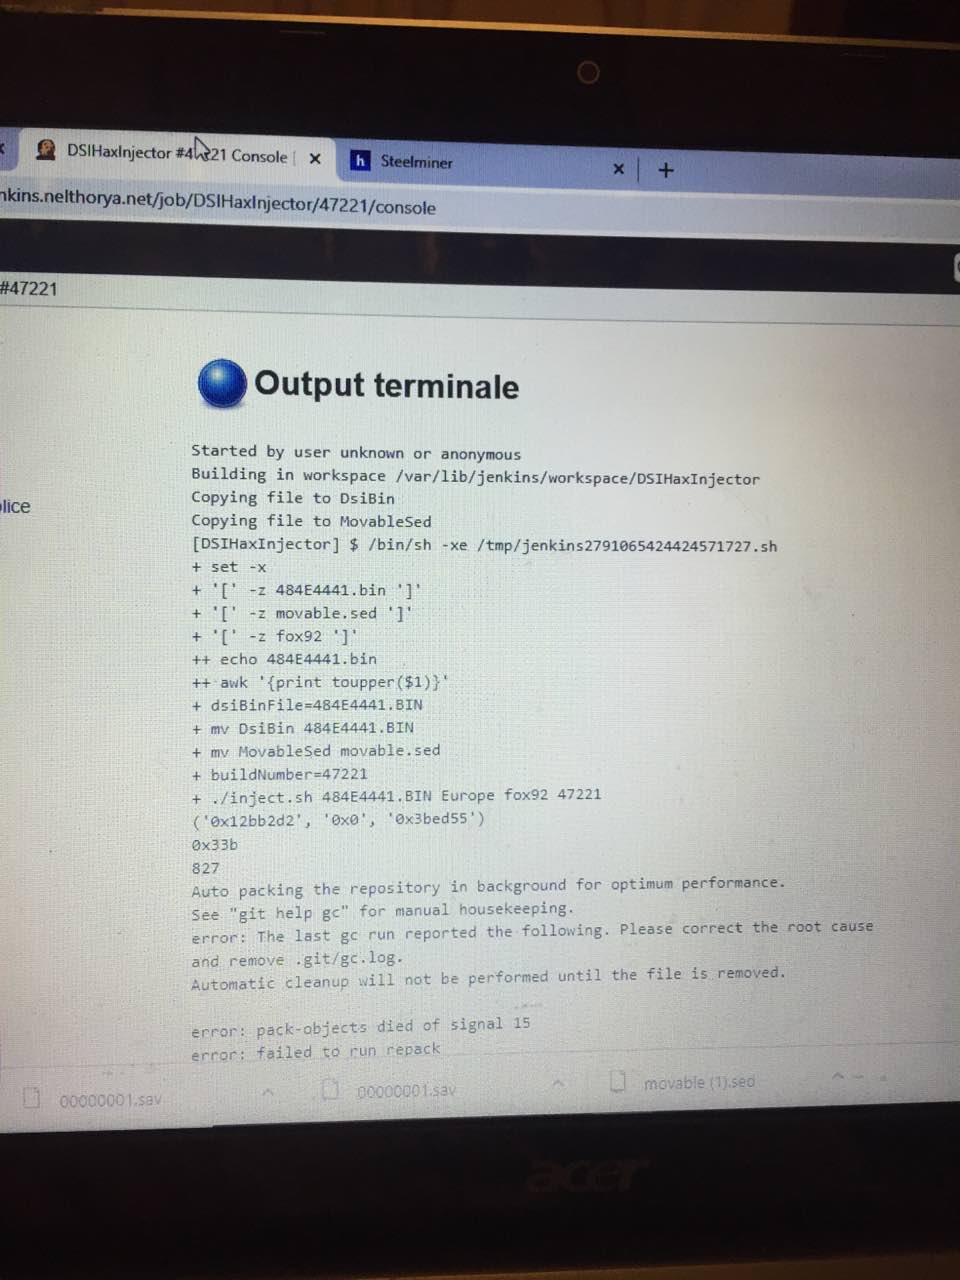 DSIHaxInjector #4 21 Console [ x
h Steelminer x +
nkins.nelthorya.net/job/DSIHaxInjector/47221/console
#47221
Output terminale
Started by user unknown or anonymous
Building in workspace /var/lib/jenkins/workspace/DSIHaxInjector
Copying file to DsiBin
Copying file to MovableSed
[DSIHaxInjector] $ /bin/sh -xe /tmp/jenkins2791065424424571727.sh
+ set -x
+ '[' -z 484E4441.bin ']'
+ '[' -z movable.sed ']'
+ '[' -z fox92 ']'
++ echo 484E4441.bin
++ awk '{print toupper($1)}'
+ dsiBinFile=484E4441.BIN
+ mv DsiBin 484E4441.BIN
+ mv MovableSed movable.sed
+ buildNumber=47221
+ ./inject.sh 484E4441.BIN Europe fox92 47221
('0x12bb2d2', '0x0', '0x3bed55')
0x33b
827
Auto packing the repository in background for optimum performance.
See "git help gc" for manual housekeeping.
error: The last gc run reported the following. Please correct the root cause
and remove .git/gc.log.
Automatic cleanup will not be performed until the file is removed.
error: pack-objects died of signal 15
error: failed to run repack
lice
00000001.sav
00000001.sav
movable (1).sed
acer